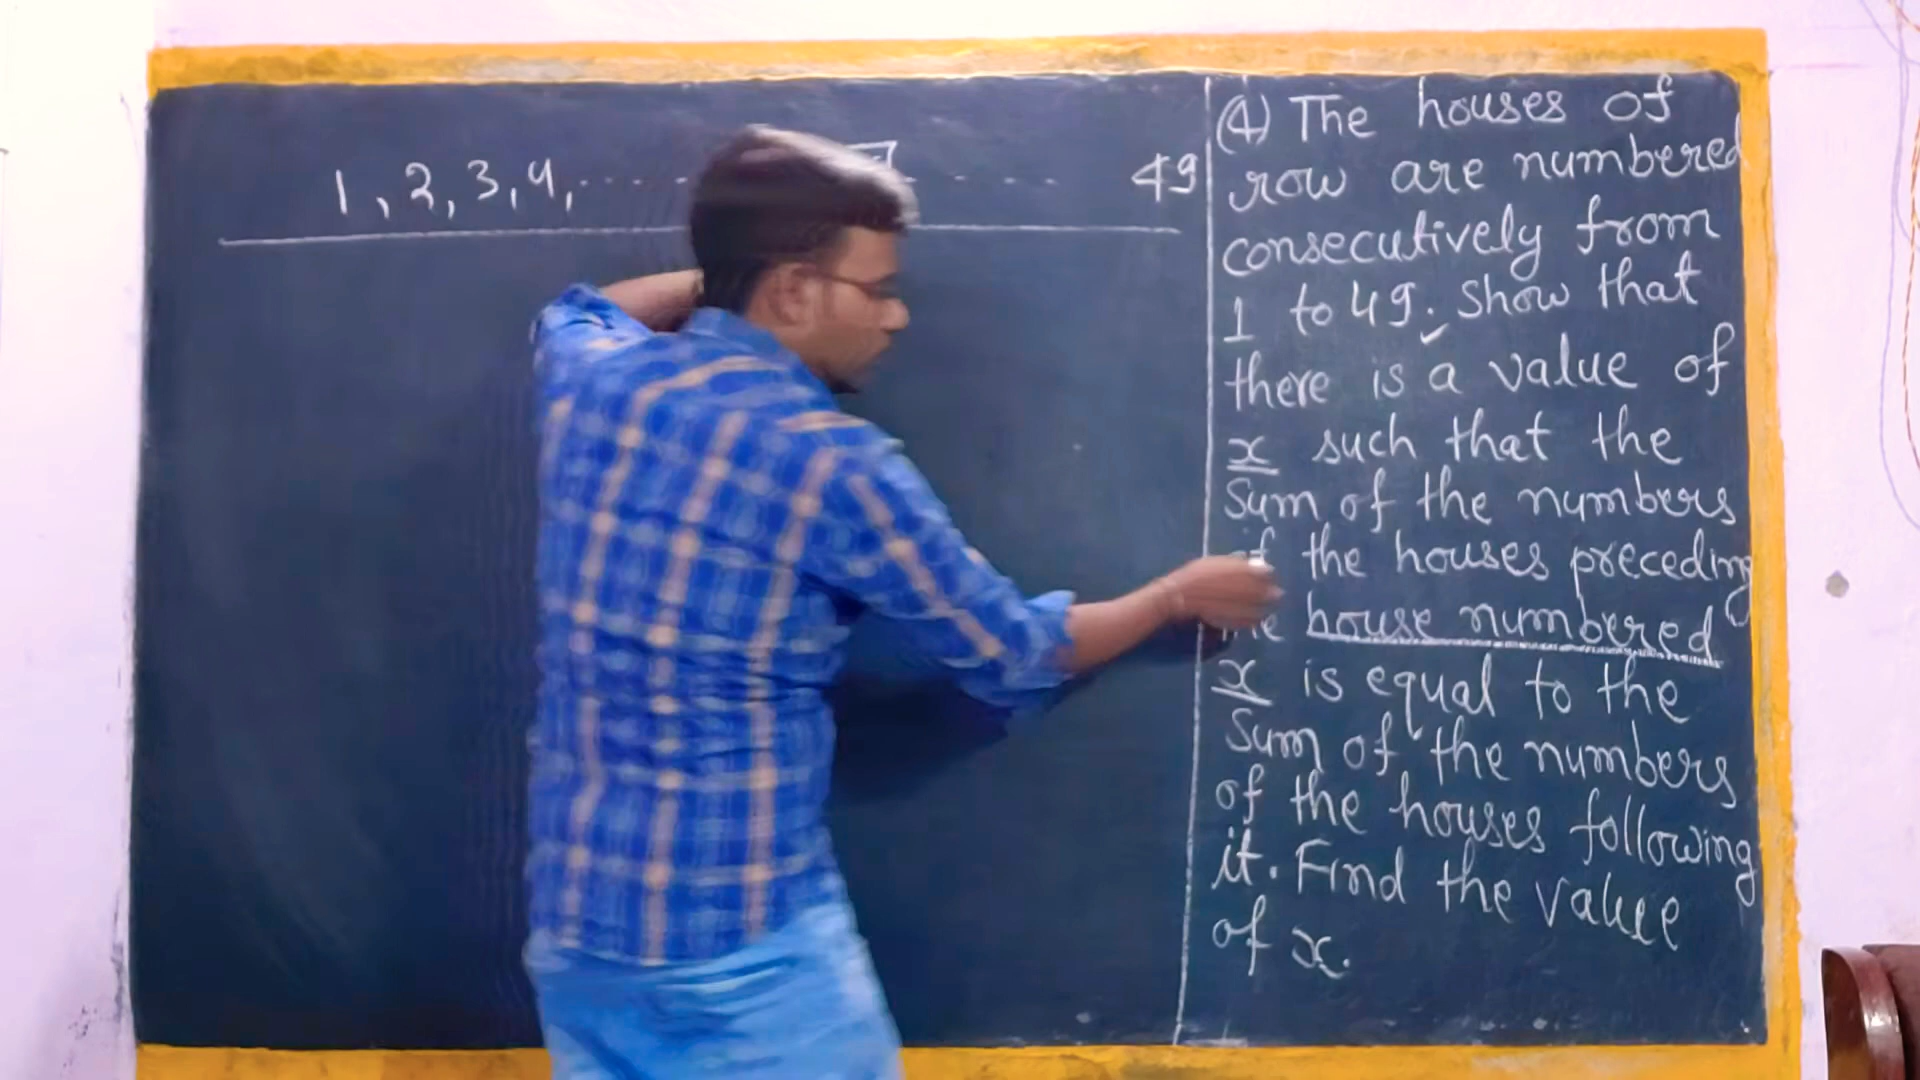 1, 2, 3, 4, ..... .... 49
(4) The houses of
row are numbered
consecutively from
1 to 49. Show that
there is a value of
x such that the
Sum of the numbers
of the houses preceding
house numbered
x is equal to the
Sum of the numbers
of the houses following
it. Find the value
of x.